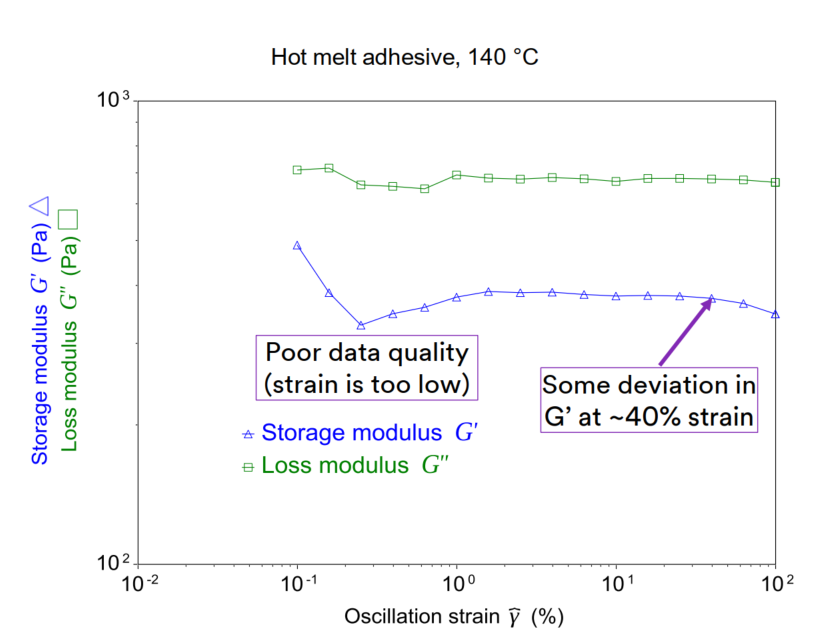 Hot melt adhesive, 140 °C
10³
Storage modulus G' (Pa)
Loss modulus G" (Pa)
Poor data quality
(strain is too low)
Some deviation in
G’ at ~40% strain
Storage modulus G'
Loss modulus G"
10²
10⁻² 10⁻¹ 10⁰ 10¹ 10²
Oscillation strain γ̂ (%)